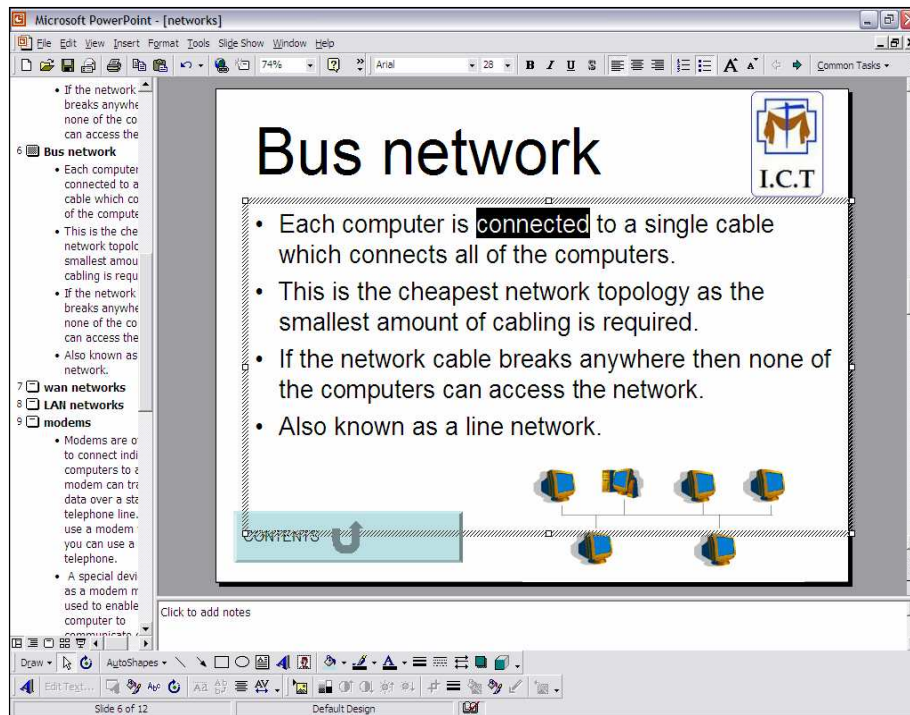 Microsoft PowerPoint - [networks]
File Edit View Insert Format Tools Slide Show Window Help
74% Arial 28 B I U S A A Common Tasks
If the network
breaks anywhe
none of the co
can access the
6 Bus network
Each computer
connected to a
cable which co
of the compute
This is the che
network topolo
smallest amou
cabling is requ
If the network
breaks anywhe
none of the co
can access the
Also known as
network.
7 wan networks
8 LAN networks
9 modems
Modems are o
to connect indi
computers to a
modem can tra
data over a sta
telephone line.
use a modem
you can use a
telephone.
A special devi
as a modem m
used to enable
computer to
communicate
Bus network
I.C.T
• Each computer is connected to a single cable
which connects all of the computers.
• This is the cheapest network topology as the
smallest amount of cabling is required.
• If the network cable breaks anywhere then none of
the computers can access the network.
• Also known as a line network.
CONTENTS
Click to add notes
Draw AutoShapes
Edit Text...
Slide 6 of 12 Default Design